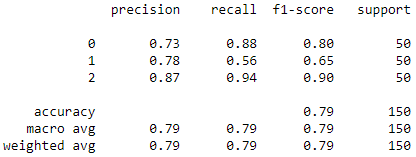 precision recall f1-score support
0 0.73 0.88 0.80 50
1 0.78 0.56 0.65 50
2 0.87 0.94 0.90 50
accuracy 0.79 150
macro avg 0.79 0.79 0.79 150
weighted avg 0.79 0.79 0.79 150